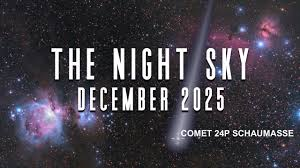 THE NIGHT SKY
DECEMBER 2025
COMET 24P SCHAUMASSE